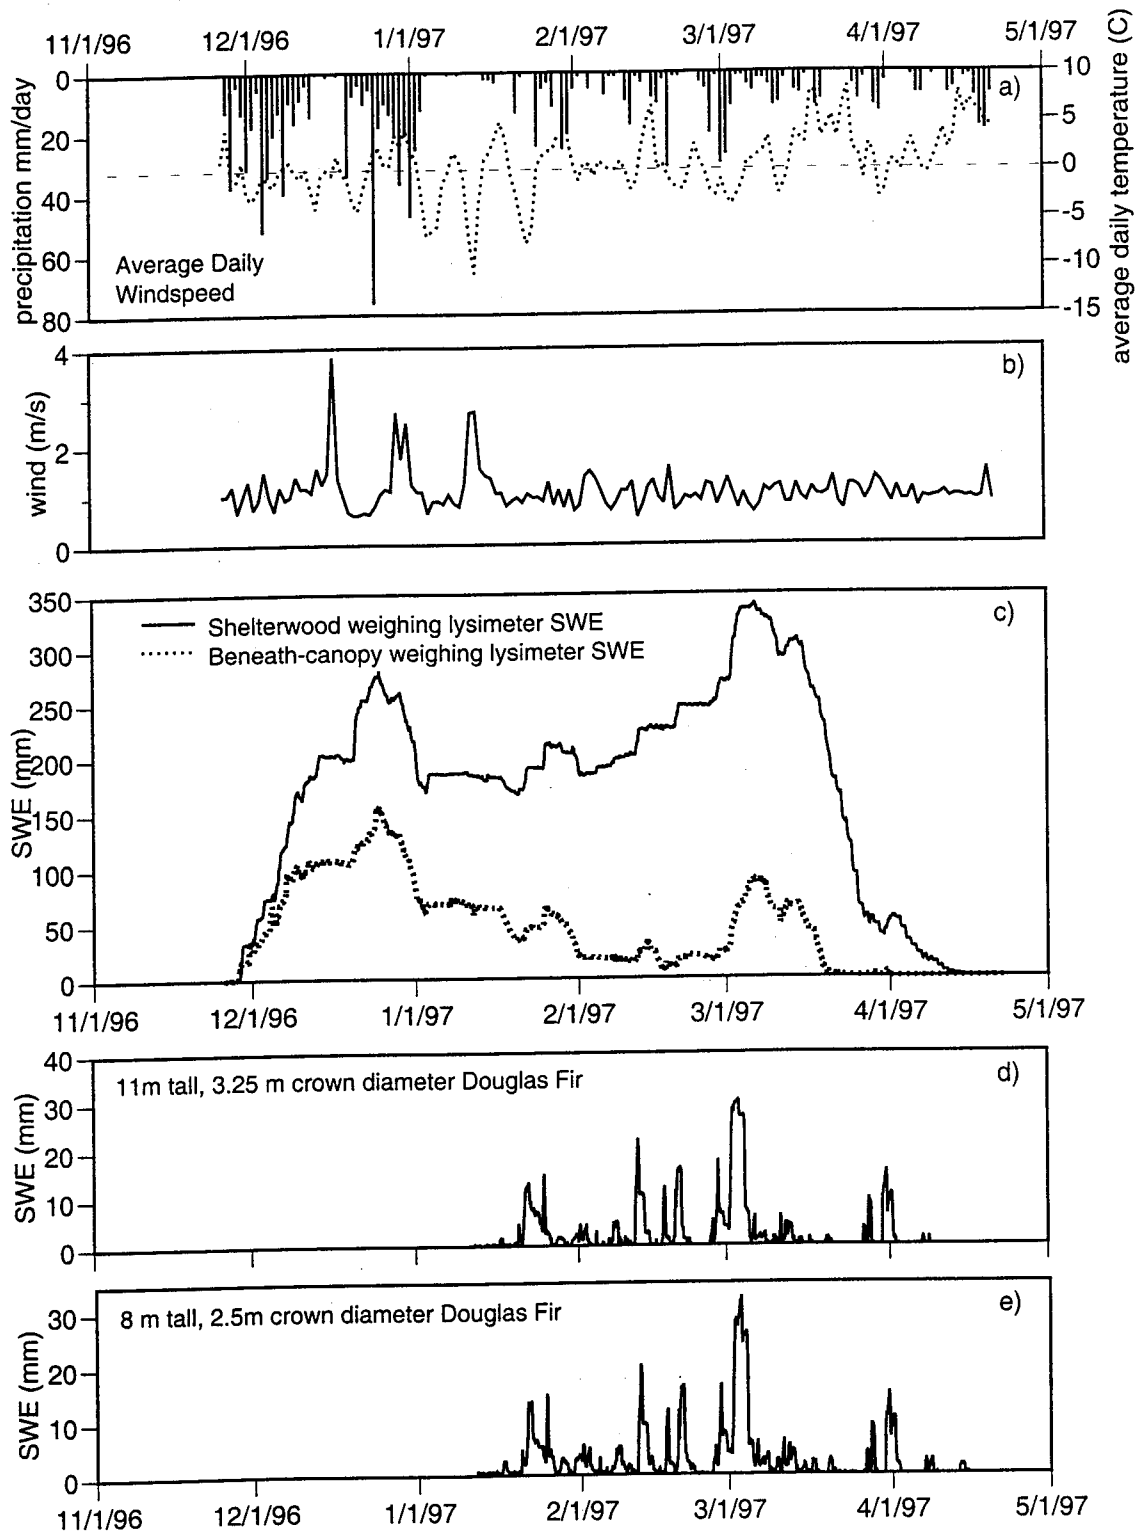 11/1/96 12/1/96 1/1/97 2/1/97 3/1/97 4/1/97 5/1/97
precipitation mm/day
0
20
40
60
80
a)
Average Daily
Windspeed
10
5
0
-5
-10
-15
average daily temperature (C)
wind (m/s)
4
2
0
b)
SWE (mm)
350
300
250
200
150
100
50
0
Shelterwood weighing lysimeter SWE
Beneath-canopy weighing lysimeter SWE
c)
11/1/96 12/1/96 1/1/97 2/1/97 3/1/97 4/1/97 5/1/97
SWE (mm)
40
30
20
10
0
11m tall, 3.25 m crown diameter Douglas Fir
d)
SWE (mm)
30
20
10
0
8 m tall, 2.5m crown diameter Douglas Fir
e)
11/1/96 12/1/96 1/1/97 2/1/97 3/1/97 4/1/97 5/1/97